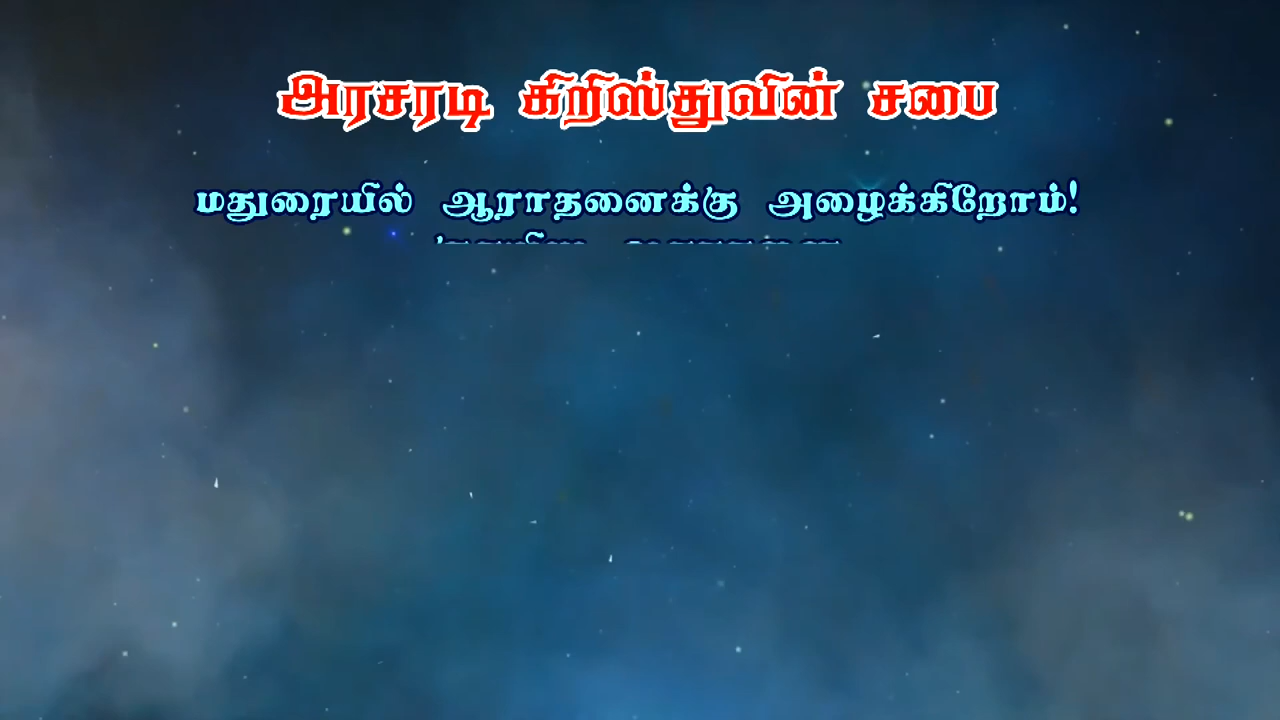 அரசரடி கிறிஸ்துவின் சபை
மதுரையில் ஆராதனைக்கு அழைக்கிறோம்!